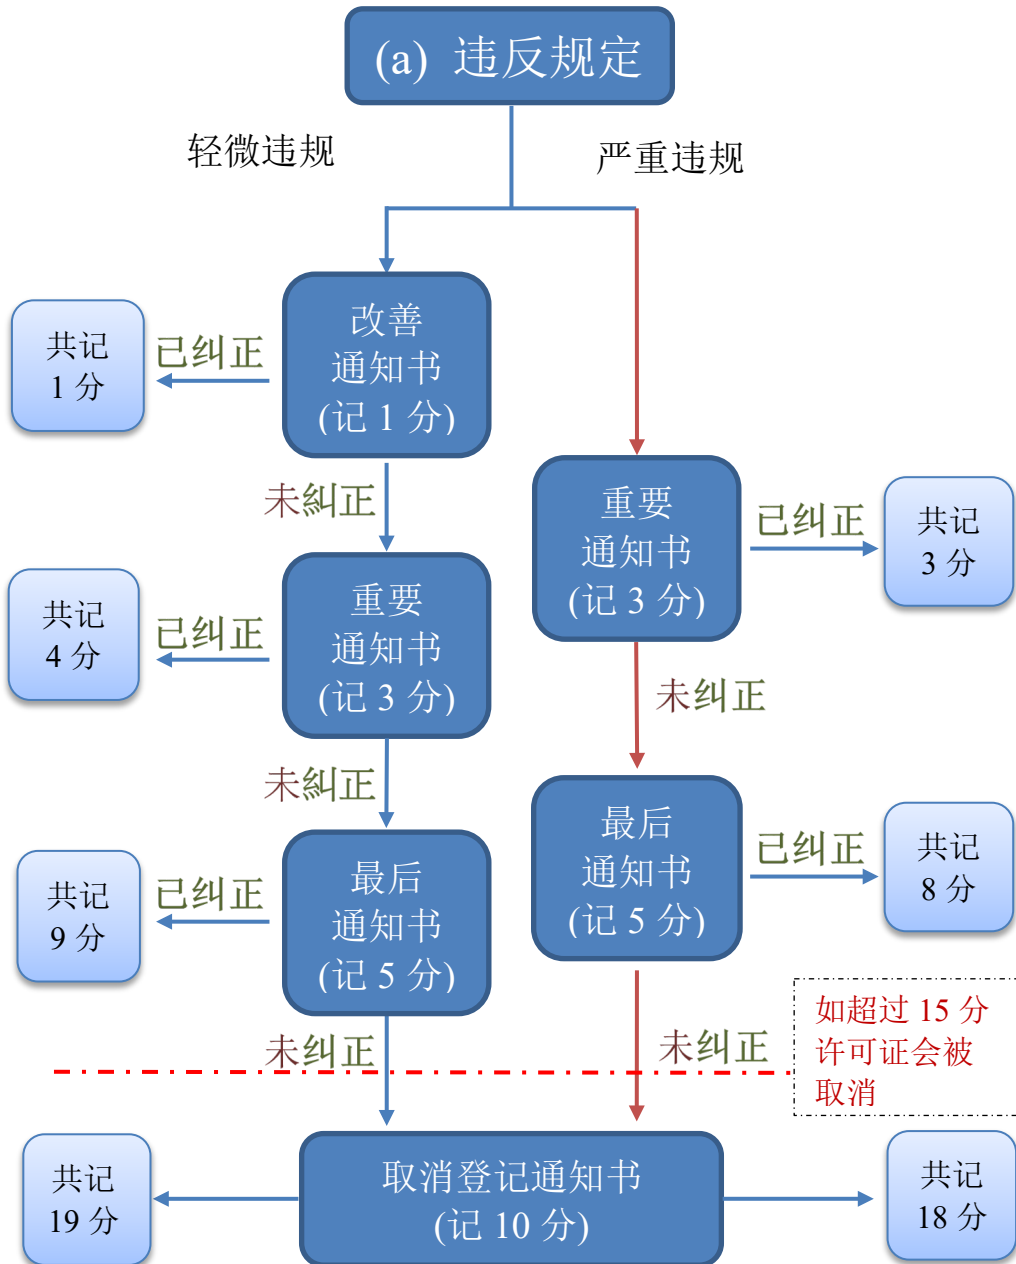 (a) 违反规定
轻微违规
严重违规
改善
通知书
(记 1 分)
已纠正
共记
1 分
未糾正
重要
通知书
(记 3 分)
已纠正
共记
3 分
重要
通知书
(记 3 分)
已纠正
共记
4 分
未纠正
未糾正
最后
通知书
(记 5 分)
已纠正
共记
8 分
最后
通知书
(记 5 分)
已纠正
共记
9 分
未纠正
未纠正
如超过 15 分
许可证会被
取消
取消登记通知书
(记 10 分)
共记
19 分
共记
18 分